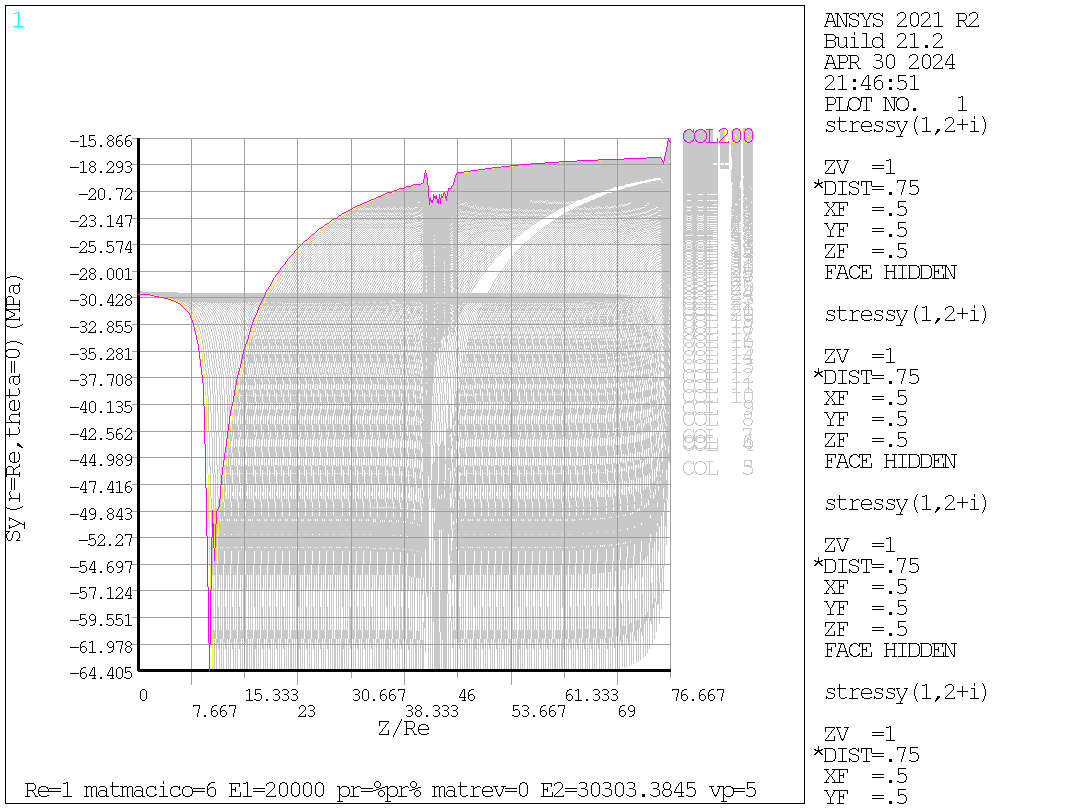 1
ANSYS 2021 R2
Build 21.2
APR 30 2024
21:46:51
PLOT NO. 1
stressy(1,2+i)
ZV =1
*DIST=.75
XF =.5
YF =.5
ZF =.5
FACE HIDDEN
stressy(1,2+i)
ZV =1
*DIST=.75
XF =.5
YF =.5
ZF =.5
FACE HIDDEN
stressy(1,2+i)
ZV =1
*DIST=.75
XF =.5
YF =.5
ZF =.5
FACE HIDDEN
stressy(1,2+i)
ZV =1
*DIST=.75
XF =.5
YF =.5
Sy(r=Re,theta=0) (MPa)
-15.866
-18.293
-20.72
-23.147
-25.574
-28.001
-30.428
-32.855
-35.281
-37.708
-40.135
-42.562
-44.989
-47.416
-49.843
-52.27
-54.697
-57.124
-59.551
-61.978
-64.405
COL200
COL
COL 5
0
7.667
15.333
23
30.667
38.333
46
53.667
61.333
69
76.667
Z/Re
Re=1 matmacico=6 E1=20000 pr=%pr% matrev=0 E2=30303.3845 vp=5